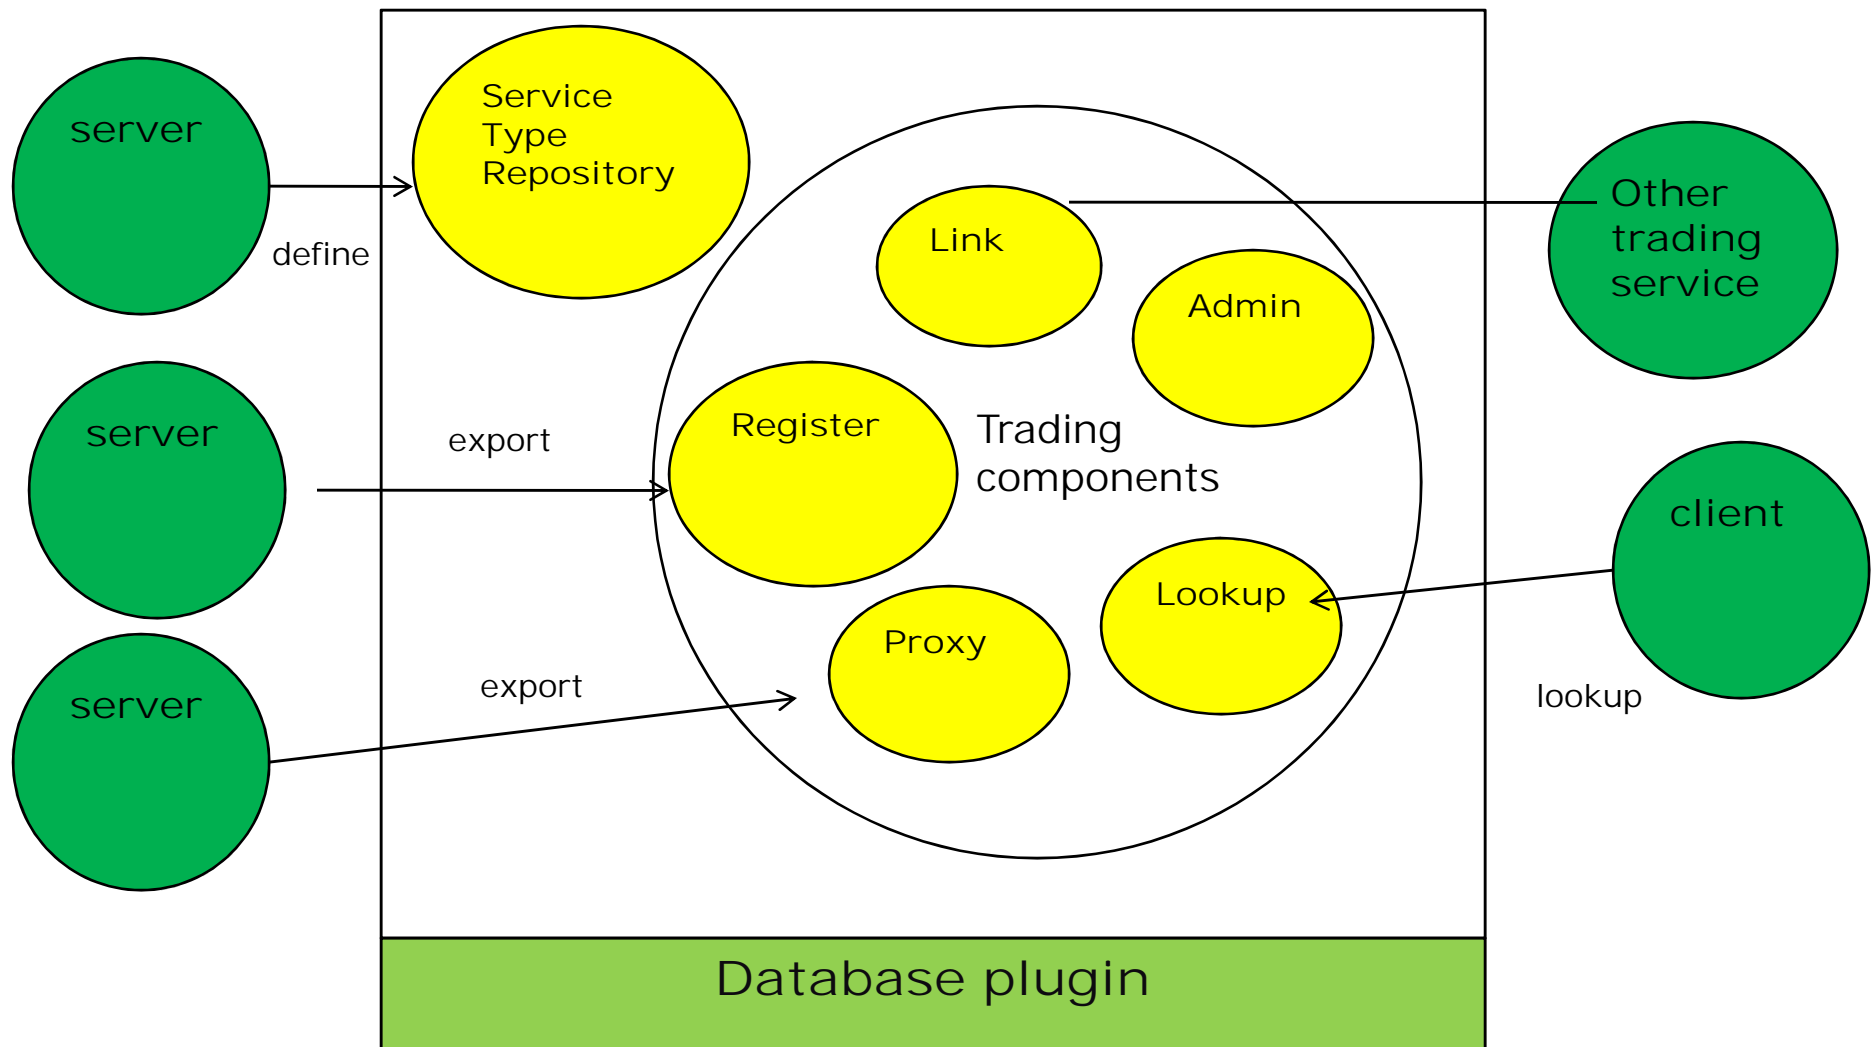 server
Service
Type
Repository
define
Link
Other
trading
service
Admin
server
export
Register
Trading
components
client
Lookup
Proxy
server
export
lookup
Database plugin